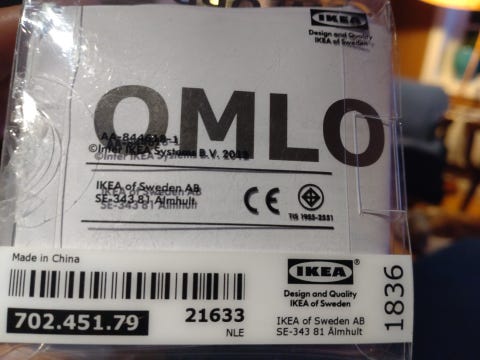 IKEA®
Design and Quality
IKEA of Sweden
OMLO
©Inter IKEA Systems B.V.
IKEA of Sweden AB
SE-343 81 Älmhult
CE
TIS 1955-2551
Made in China
IKEA®
Design and Quality
IKEA of Sweden
702.451.79
21633
NLE
IKEA of Sweden AB
SE-343 81 Älmhult
1836